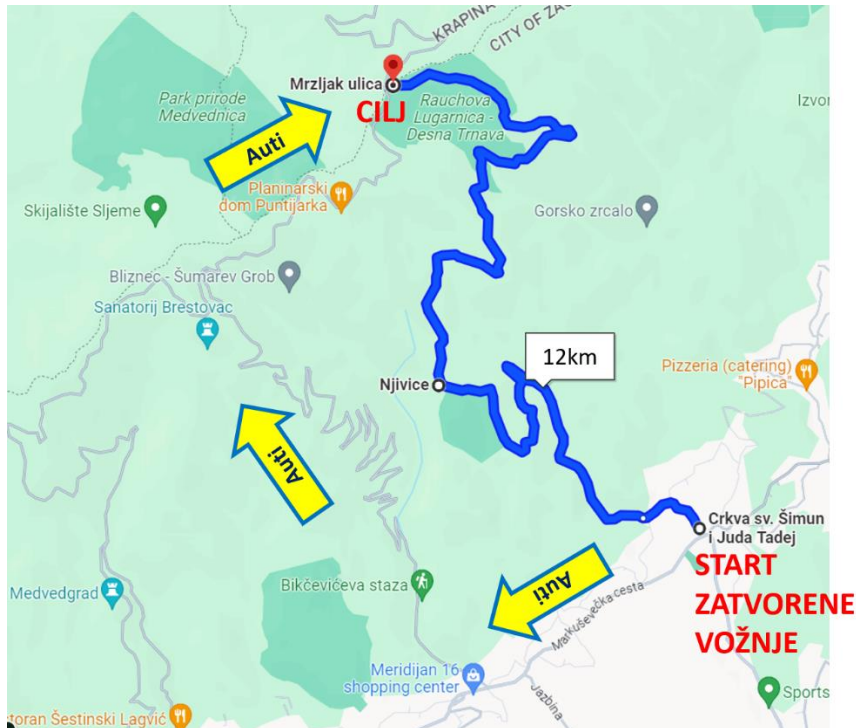 KRAPINA
CITY OF ZAG
Mrzljak ulica
CILJ
Park prirode
Medvednica
Rauchova
Lugarnica -
Desna Trnava
Izvor
Auti
Planinarski
dom Puntijarka
Skijalište Sljeme
Gorsko zrcalo
Bliznec - Šumarev Grob
Sanatorij Brestovac
12km
Pizzeria (catering)
"Pipica"
Njivice
Auti
Crkva sv. Šimun
i Juda Tadej
START
ZATVORENE
VOŽNJE
Auti
Bikčevićeva staza
Medvedgrad
Markuševečka cesta
Meridijan 16
shopping center
Jazbina
Sports
toran Šestinski Lagvić